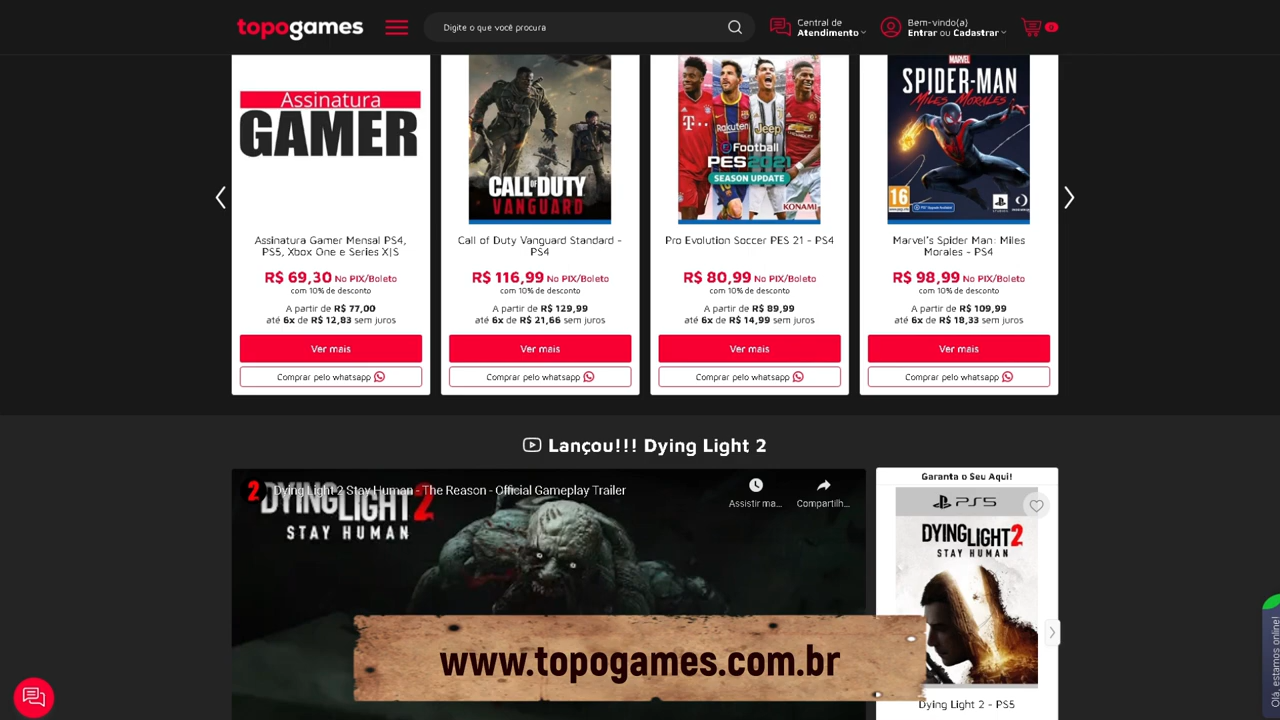 topogames
Digite o que você procura
Central de
Atendimento
Bem-vindo(a)
Entrar ou Cadastrar
0
Assinatura
GAMER
Assinatura Gamer Mensal PS4,
PS5, Xbox One e Series X|S
R$ 69,30 No PIX/Boleto
com 10% de desconto
A partir de R$ 77,00
até 6x de R$ 12,83 sem juros
Ver mais
Comprar pelo whatsapp
CALL OF DUTY
VANGUARD
Call of Duty Vanguard Standard -
PS4
R$ 116,99 No PIX/Boleto
com 10% de desconto
A partir de R$ 129,99
até 6x de R$ 21,66 sem juros
Ver mais
Comprar pelo whatsapp
T
Rakuten
Jeep
eFootball
PES 2021
SEASON UPDATE
KONAMI
Pro Evolution Soccer PES 21 - PS4
R$ 80,99 No PIX/Boleto
com 10% de desconto
A partir de R$ 89,99
até 6x de R$ 14,99 sem juros
Ver mais
Comprar pelo whatsapp
MARVEL
SPIDER-MAN
MILES MORALES
16
Marvel's Spider Man: Miles
Morales - PS4
R$ 98,99 No PIX/Boleto
com 10% de desconto
A partir de R$ 109,99
até 6x de R$ 18,33 sem juros
Ver mais
Comprar pelo whatsapp
Lançou!!! Dying Light 2
Dying Light 2 Stay Human - The Reason - Official Gameplay Trailer
Assistir ma...
Compartilh...
2 DYING LIGHT 2
STAY HUMAN
Garanta o Seu Aqui!
PS5
DYING LIGHT 2
STAY HUMAN
Dying Light 2 - PS5
www.topogames.com.br
Olá, estamos online!